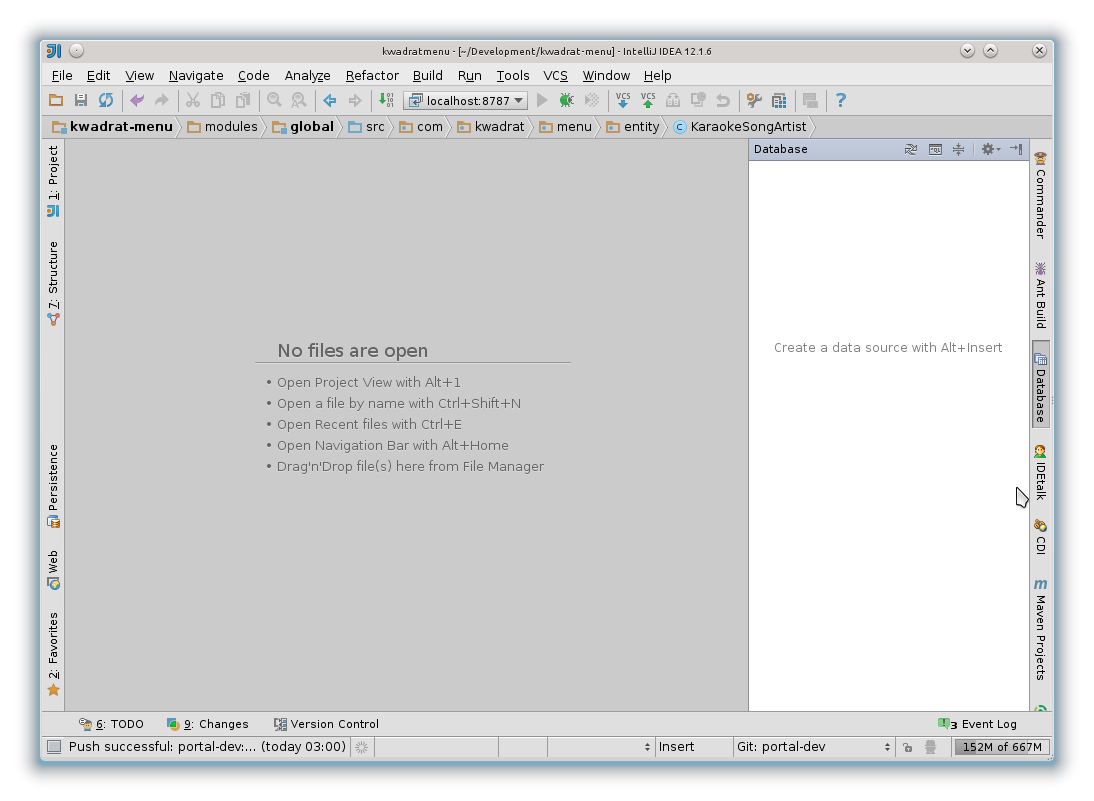 kwadratmenu - [~/Development/kwadrat-menu] - IntelliJ IDEA 12.1.6
File Edit View Navigate Code Analyze Refactor Build Run Tools VCS Window Help
localhost:8787 VCS VCS ?
kwadrat-menu modules global src com kwadrat menu entity C KaraokeSongArtist
1: Project
7: Structure
Persistence
Web
2: Favorites
No files are open
• Open Project View with Alt+1
• Open a file by name with Ctrl+Shift+N
• Open Recent files with Ctrl+E
• Open Navigation Bar with Alt+Home
• Drag'n'Drop file(s) here from File Manager
Database
Create a data source with Alt+Insert
Commander
Ant Build
Database
IDEtalk
CDI
m Maven Projects
6: TODO 9: Changes Version Control 3 Event Log
Push successful: portal-dev:... (today 03:00) Insert Git: portal-dev 152M of 667M